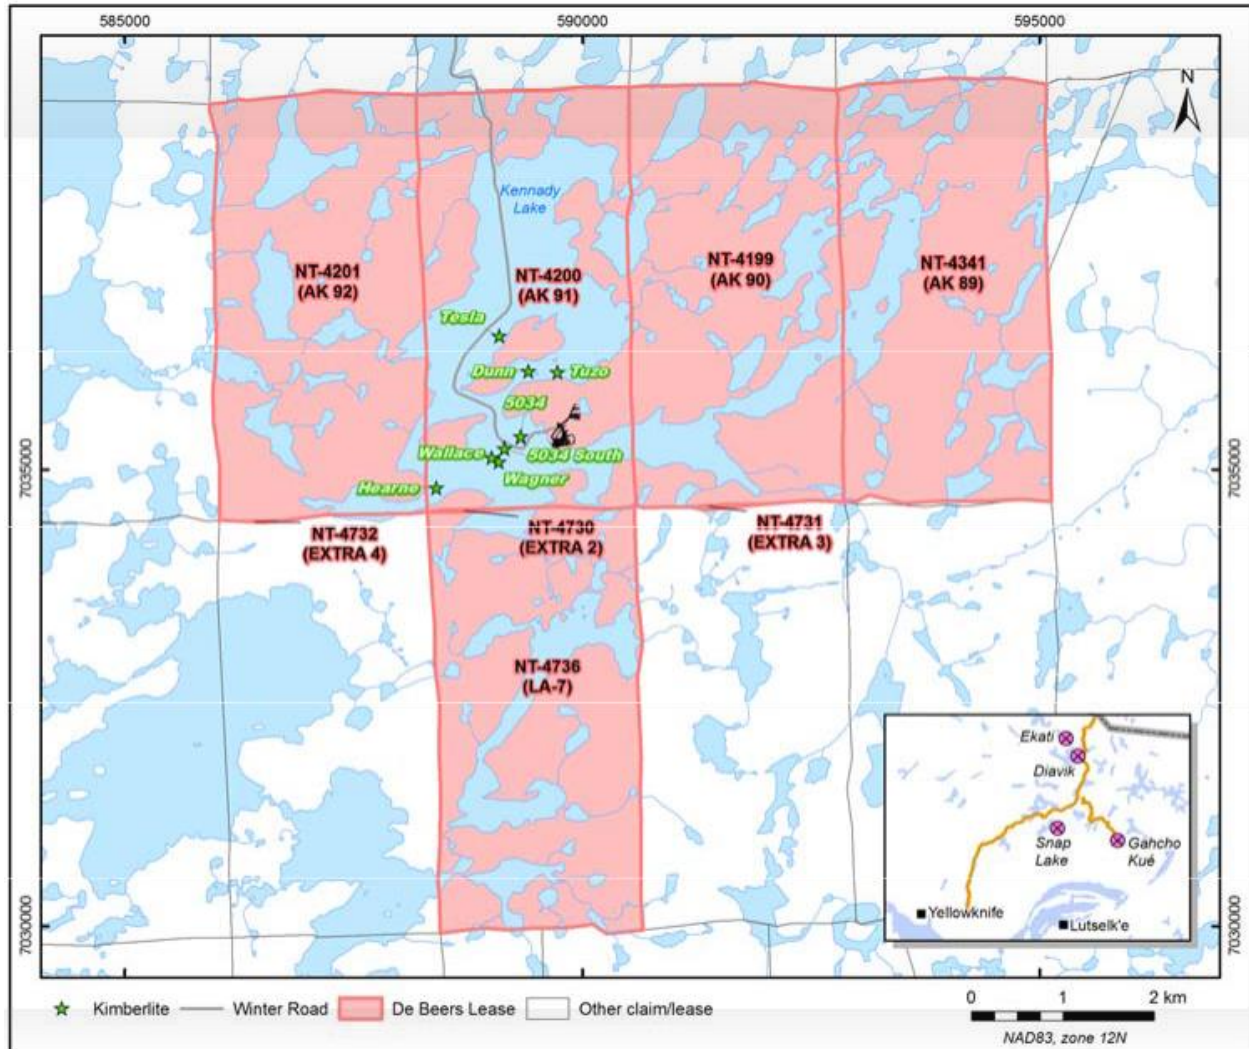 585000
590000
595000
N
Kennady
Lake
NT-4201
(AK 92)
NT-4200
(AK 91)
NT-4199
(AK 90)
NT-4341
(AK 89)
Tesla
Dunn
Tuzo
5034
7035000
Wallace
5034 South
Wagner
Hearne
7035000
NT-4732
(EXTRA 4)
NT-4730
(EXTRA 2)
NT-4731
(EXTRA 3)
NT-4736
(LA-7)
Ekati
Diavik
Snap
Lake
Gahcho
Kué
Yellowknife
Lutselk'e
7030000
7030000
Kimberlite
Winter Road
De Beers Lease
Other claim/lease
0 1 2 km
NAD83, zone 12N